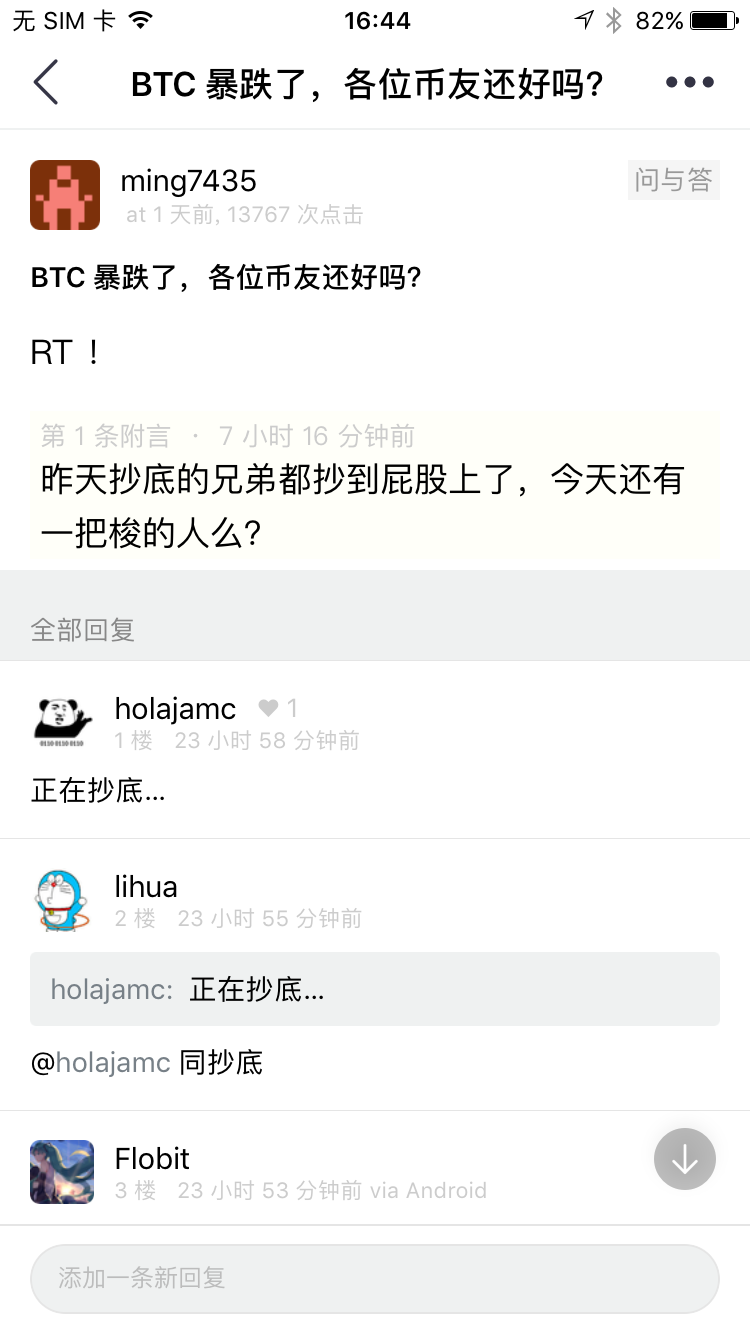 无 SIM 卡
16:44
82%
BTC 暴跌了，各位币友还好吗？
ming7435
问与答
at 1 天前, 13767 次点击
BTC 暴跌了，各位币友还好吗？
RT ！
第 1 条附言 · 7 小时 16 分钟前
昨天抄底的兄弟都抄到屁股上了，今天还有
一把梭的人么？
全部回复
holajamc 1
1 楼 23 小时 58 分钟前
正在抄底...
lihua
2 楼 23 小时 55 分钟前
holajamc: 正在抄底...
@holajamc 同抄底
Flobit
3 楼 23 小时 53 分钟前 via Android
添加一条新回复